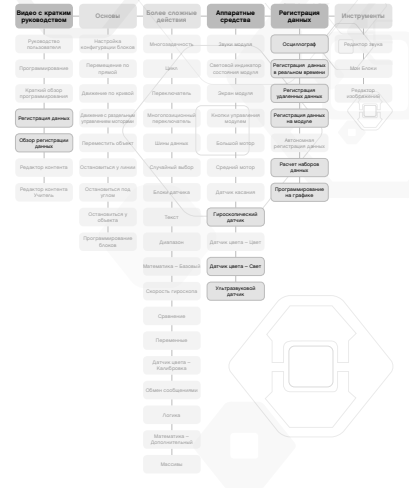 Видео с кратким
руководством
Руководство
пользователя
Программирование
Краткий обзор
программирования
Регистрация данных
Обзор регистрации
данных
Редактор контента
Редактор контента
Учитель
Основы
Настройка
конфигурации блоков
Перемещение по
прямой
Движение по кривой
Движение с раздельным
управлением моторами
Переместить объект
Остановиться у линии
Остановиться под
углом
Остановиться у
объекта
Программирование
блоков
Более сложные
действия
Многозадачность
Цикл
Переключатель
Многопозиционный
переключатель
Шины данных
Случайный выбор
Блоки датчика
Текст
Диапазон
Математика – Базовый
Скорость гироскопа
Сравнение
Переменные
Датчик цвета –
Калибровка
Обмен сообщениями
Логика
Математика –
Дополнительный
Массивы
Аппаратные
средства
Звуки модуля
Световой индикатор
состояния модуля
Экран модуля
Кнопки управления
модулем
Большой мотор
Средний мотор
Датчик касания
Гироскопический
датчик
Датчик цвета – Цвет
Датчик цвета – Свет
Ультразвуковой
датчик
Регистрация
данных
Осциллограф
Регистрация данных
в реальном времени
Регистрация
удаленных данных
Регистрация данных
на модуле
Автономная
регистрация данных
Расчет наборов
данных
Программирование
на графике
Инструменты
Редактор звука
Мои Блоки
Редактор
изображений